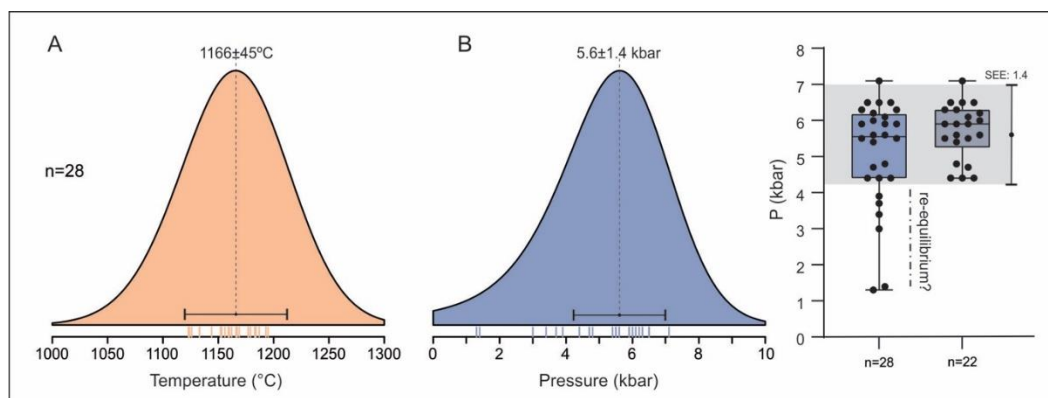 A
1166±45ºC
n=28
1000 1050 1100 1150 1200 1250 1300
Temperature (°C)
B
5.6±1.4 kbar
0 2 4 6 8 10
Pressure (kbar)
8
7
6
5
4
3
2
1
0
P (kbar)
SEE: 1.4
re-equilibrium?
n=28 n=22